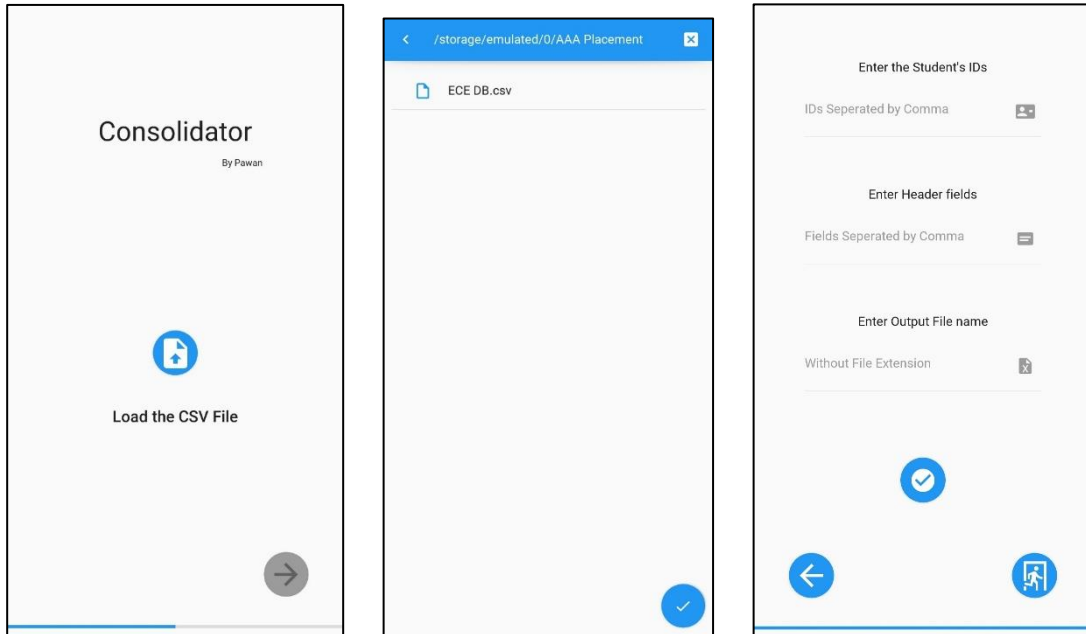 Consolidator
By Pawan
Load the CSV File
/storage/emulated/0/AAA Placement
ECE DB.csv
Enter the Student's IDs
IDs Seperated by Comma
Enter Header fields
Fields Seperated by Comma
Enter Output File name
Without File Extension